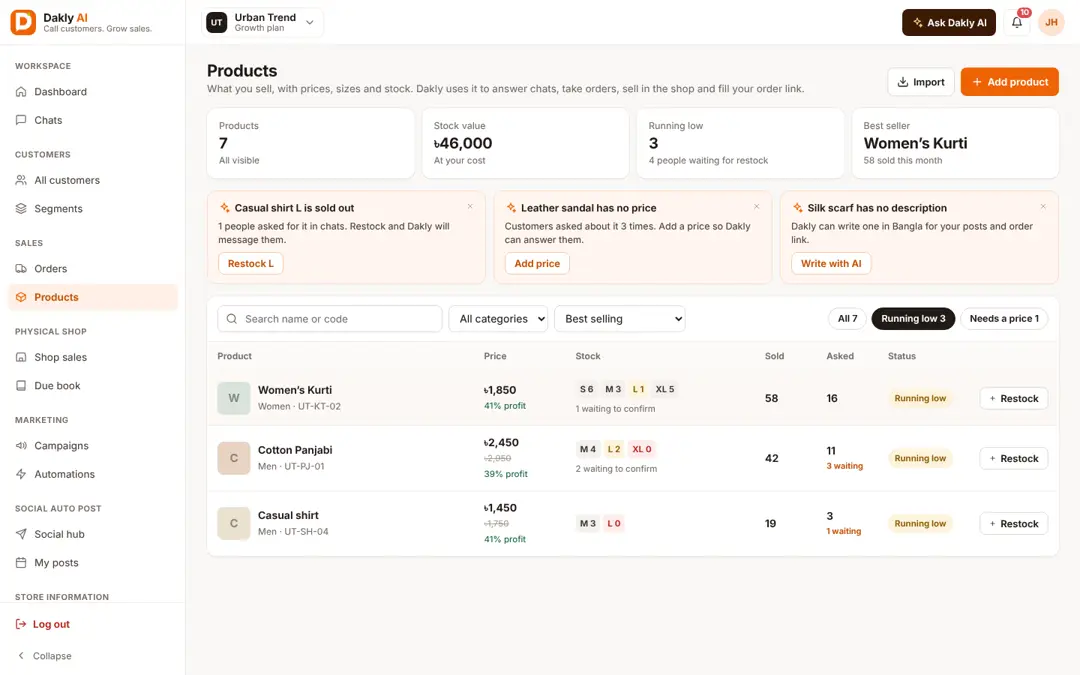 Dakly AI
Call customers. Grow sales.
UT
Urban Trend
Growth plan
Ask Dakly AI
10
JH
WORKSPACE
Dashboard
Chats
CUSTOMERS
All customers
Segments
SALES
Orders
Products
PHYSICAL SHOP
Shop sales
Due book
MARKETING
Campaigns
Automations
SOCIAL AUTO POST
Social hub
My posts
STORE INFORMATION
Log out
Collapse
Products
What you sell, with prices, sizes and stock. Dakly uses it to answer chats, take orders, sell in the shop and fill your order link.
Import
+ Add product
Products
7
All visible
Stock value
৳46,000
At your cost
Running low
3
4 people waiting for restock
Best seller
Women's Kurti
58 sold this month
Casual shirt L is sold out ×
1 people asked for it in chats. Restock and Dakly will
message them.
Restock L
Leather sandal has no price ×
Customers asked about it 3 times. Add a price so Dakly
can answer them.
Add price
Silk scarf has no description ×
Dakly can write one in Bangla for your posts and order
link.
Write with AI
Search name or code
All categories
Best selling
All 7
Running low 3
Needs a price 1
Product Price Stock Sold Asked Status
W
Women's Kurti
Women · UT-KT-02
৳1,850
41% profit
S 6 M 3 L 1 XL 5
1 waiting to confirm
58
16
Running low
+ Restock
C
Cotton Panjabi
Men · UT-PJ-01
৳2,450
৳2,950
39% profit
M 4 L 2 XL 0
2 waiting to confirm
42
11
3 waiting
Running low
+ Restock
C
Casual shirt
Men · UT-SH-04
৳1,450
৳1,750
41% profit
M 3 L 0
19
3
1 waiting
Running low
+ Restock